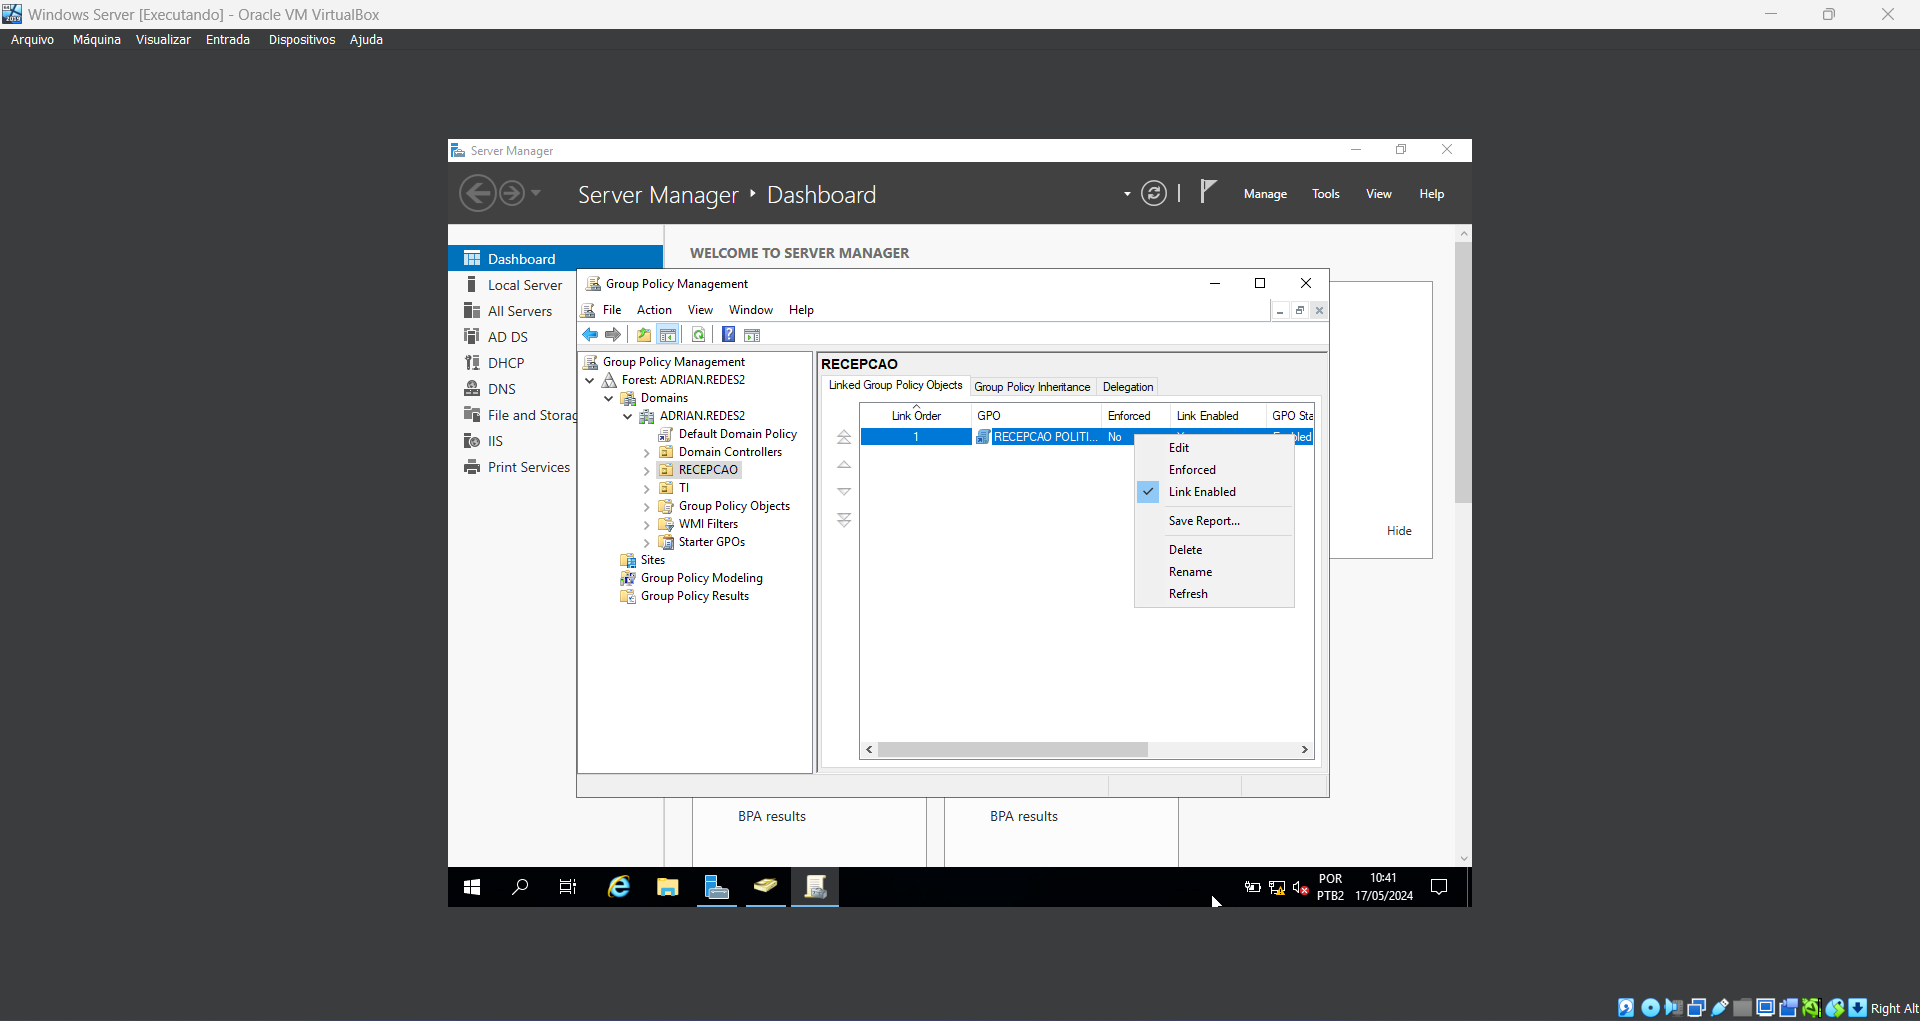 Windows Server [Executando] - Oracle VM VirtualBox
Arquivo Máquina Visualizar Entrada Dispositivos Ajuda
Server Manager
Server Manager Dashboard
Manage Tools View Help
WELCOME TO SERVER MANAGER
Dashboard
Local Server
All Servers
AD DS
DHCP
DNS
File and Storag
IIS
Print Services
Group Policy Management
File Action View Window Help
Group Policy Management
Forest: ADRIAN.REDES2
Domains
ADRIAN.REDES2
Default Domain Policy
Domain Controllers
RECEPCAO
TI
Group Policy Objects
WMI Filters
Starter GPOs
Sites
Group Policy Modeling
Group Policy Results
RECEPCAO
Linked Group Policy Objects Group Policy Inheritance Delegation
Link Order GPO Enforced Link Enabled GPO Sta
1 RECEPCAO POLITI... No
Edit
Enforced
Link Enabled
Save Report...
Delete
Rename
Refresh
Hide
BPA results BPA results
POR
PTB2
10:41
17/05/2024
Right Alt